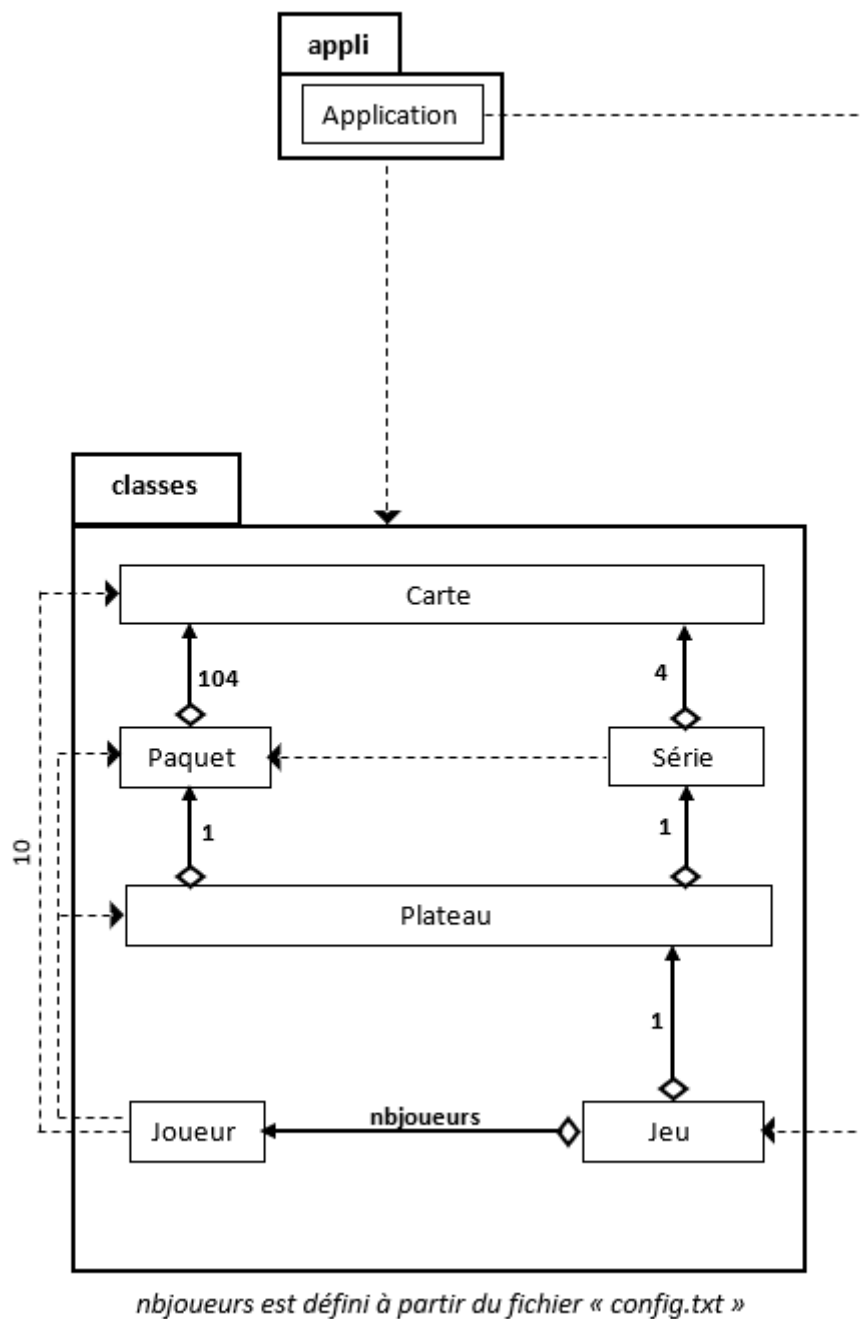 appli
Application
classes
Carte
104
4
Paquet
Série
1
1
10
Plateau
1
nbjoueurs
Joueur
Jeu
nbjoueurs est défini à partir du fichier « config.txt »